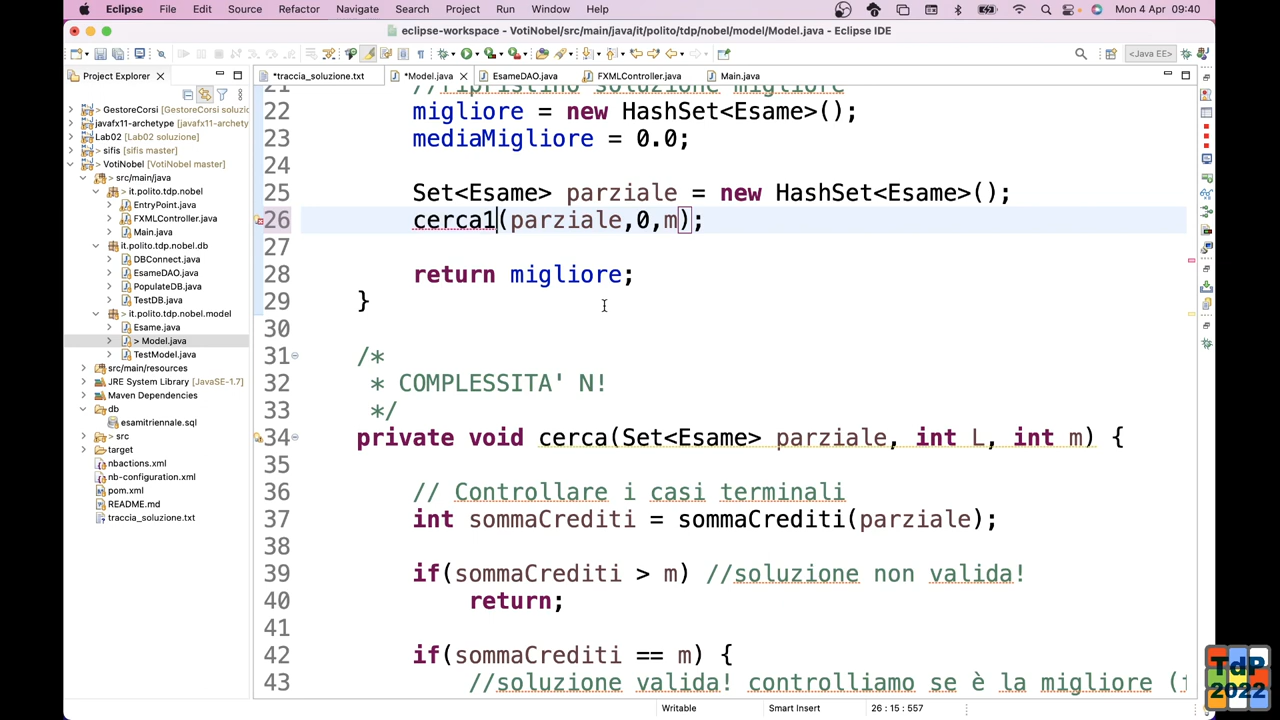 Eclipse File Edit Source Refactor Navigate Search Project Run Window Help Mon 4 Apr 09:40
eclipse-workspace - VotiNobel/src/main/java/it/polito/tdp/nobel/model/Model.java - Eclipse IDE
<Java EE>
Project Explorer
*traccia_soluzione.txt *Model.java EsameDAO.java FXMLController.java Main.java
GestoreCorsi [GestoreCorsi soluzio
javafx11-archetype [javafx11-archety
Lab02 [Lab02 soluzione]
sifis [sifis master]
VotiNobel [VotiNobel master]
src/main/java
it.polito.tdp.nobel
EntryPoint.java
FXMLController.java
Main.java
it.polito.tdp.nobel.db
DBConnect.java
EsameDAO.java
PopulateDB.java
TestDB.java
> it.polito.tdp.nobel.model
Esame.java
> Model.java
TestModel.java
src/main/resources
JRE System Library [JavaSE-1.7]
Maven Dependencies
db
esamitriennale.sql
> src
target
nbactions.xml
nb-configuration.xml
pom.xml
README.md
traccia_soluzione.txt
21 //ripristino soluzione migliore
22 migliore = new HashSet<Esame>();
23 mediaMigliore = 0.0;
24
25 Set<Esame> parziale = new HashSet<Esame>();
26 cerca1(parziale,0,m);
27
28 return migliore;
29 }
30
31 /*
32 * COMPLESSITA' N!
33 */
34 private void cerca(Set<Esame> parziale, int L, int m) {
35
36 // Controllare i casi terminali
37 int sommaCrediti = sommaCrediti(parziale);
38
39 if(sommaCrediti > m) //soluzione non valida!
40 return;
41
42 if(sommaCrediti == m) {
43 //soluzione valida! controlliamo se è la migliore (f
Writable Smart Insert 26 : 15 : 557
TdP
2022